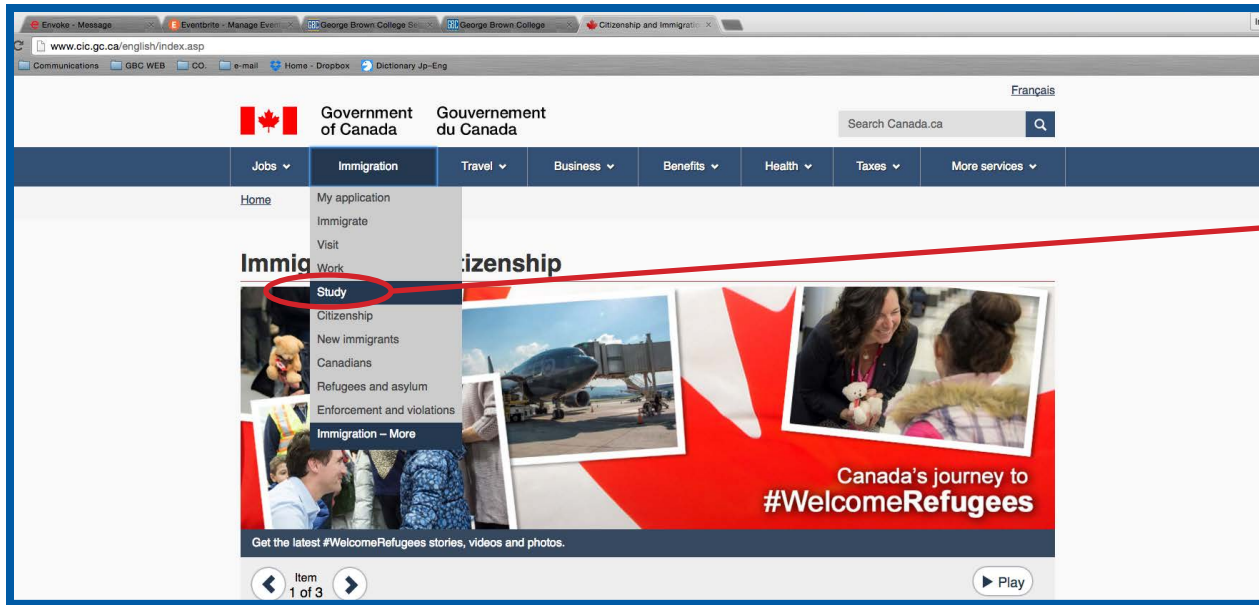 Envoke - Message
Eventbrite - Manage Even
George Brown College Se
George Brown College
Citizenship and Immigratio
www.cic.gc.ca/english/index.asp
Communications GBC WEB CO. e-mail Home - Dropbox Dictionary Jp-Eng
Français
Government of Canada
Gouvernement du Canada
Search Canada.ca
Jobs Immigration Travel Business Benefits Health Taxes More services
Home
My application
Immigrate
Visit
Work
Immig izenship
Study
Citizenship
New immigrants
Canadians
Refugees and asylum
Enforcement and violations
Immigration – More
Canada's journey to
#WelcomeRefugees
Get the latest #WelcomeRefugees stories, videos and photos.
Item
1 of 3
Play